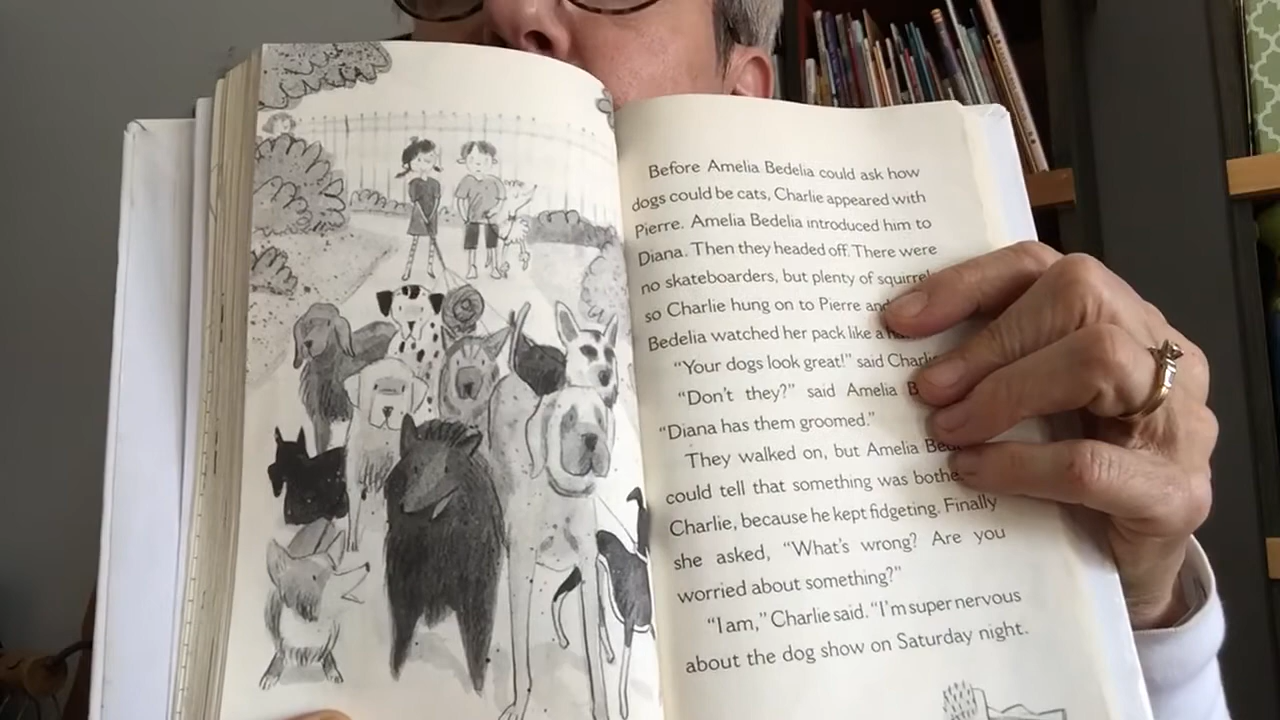 Before Amelia Bedelia could ask how
dogs could be cats, Charlie appeared with
Pierre. Amelia Bedelia introduced him to
Diana. Then they headed off. There were
no skateboarders, but plenty of
so Charlie hung on to Pierre
Bedelia watched her pack like a
“Your dogs look great!” said
“Don’t they?” said Amelia
“Diana has them groomed.”
They walked on, but Amelia
could tell that something was
Charlie, because he kept fidgeting. Finally
she asked, “What’s wrong? Are you
worried about something?”
“I am,” Charlie said. “I’m super nervous
about the dog show on Saturday night.